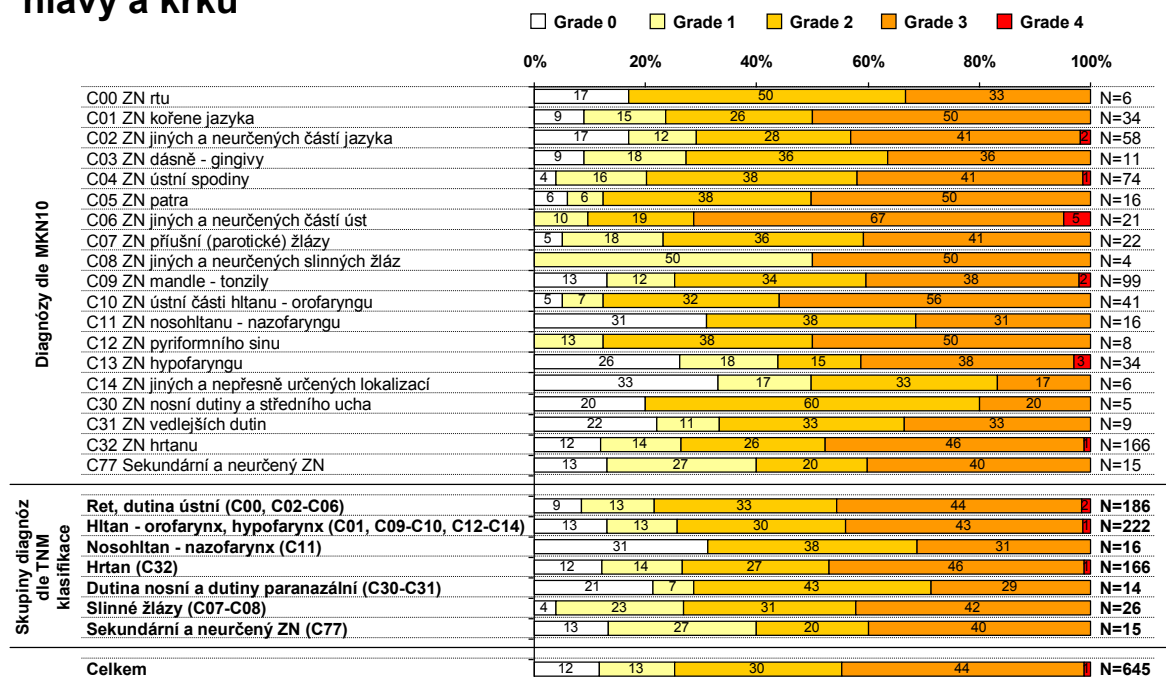 hlavy a krku
Grade 0 Grade 1 Grade 2 Grade 3 Grade 4
0% 20% 40% 60% 80% 100%
Diagnózy dle MKN10
C00 ZN rtu 17 50 33 N=6
C01 ZN kořene jazyka 9 15 26 50 N=34
C02 ZN jiných a neurčených částí jazyka 17 12 28 41 2 N=58
C03 ZN dásně - gingivy 9 18 36 36 N=11
C04 ZN ústní spodiny 4 16 38 41 1 N=74
C05 ZN patra 6 6 38 50 N=16
C06 ZN jiných a neurčených částí úst 10 19 67 5 N=21
C07 ZN příušní (parotické) žlázy 5 18 36 41 N=22
C08 ZN jiných a neurčených slinných žláz 50 50 N=4
C09 ZN mandle - tonzily 13 12 34 38 2 N=99
C10 ZN ústní části hltanu - orofaryngu 5 7 32 56 N=41
C11 ZN nosohltanu - nazofaryngu 31 38 31 N=16
C12 ZN pyriformního sinu 13 38 50 N=8
C13 ZN hypofaryngu 26 18 15 38 3 N=34
C14 ZN jiných a nepřesně určených lokalizací 33 17 33 17 N=6
C30 ZN nosní dutiny a středního ucha 20 60 20 N=5
C31 ZN vedlejších dutin 22 11 33 33 N=9
C32 ZN hrtanu 12 14 26 46 1 N=166
C77 Sekundární a neurčený ZN 13 27 20 40 N=15
Skupiny diagnóz
dle TNM
klasifikace
Ret, dutina ústní (C00, C02-C06) 9 13 33 44 2 N=186
Hltan - orofarynx, hypofarynx (C01, C09-C10, C12-C14) 13 13 30 43 1 N=222
Nosohltan - nazofarynx (C11) 31 38 31 N=16
Hrtan (C32) 12 14 27 46 1 N=166
Dutina nosní a dutiny paranazální (C30-C31) 21 7 43 29 N=14
Slinné žlázy (C07-C08) 4 23 31 42 N=26
Sekundární a neurčený ZN (C77) 13 27 20 40 N=15
Celkem 12 13 30 44 1 N=645